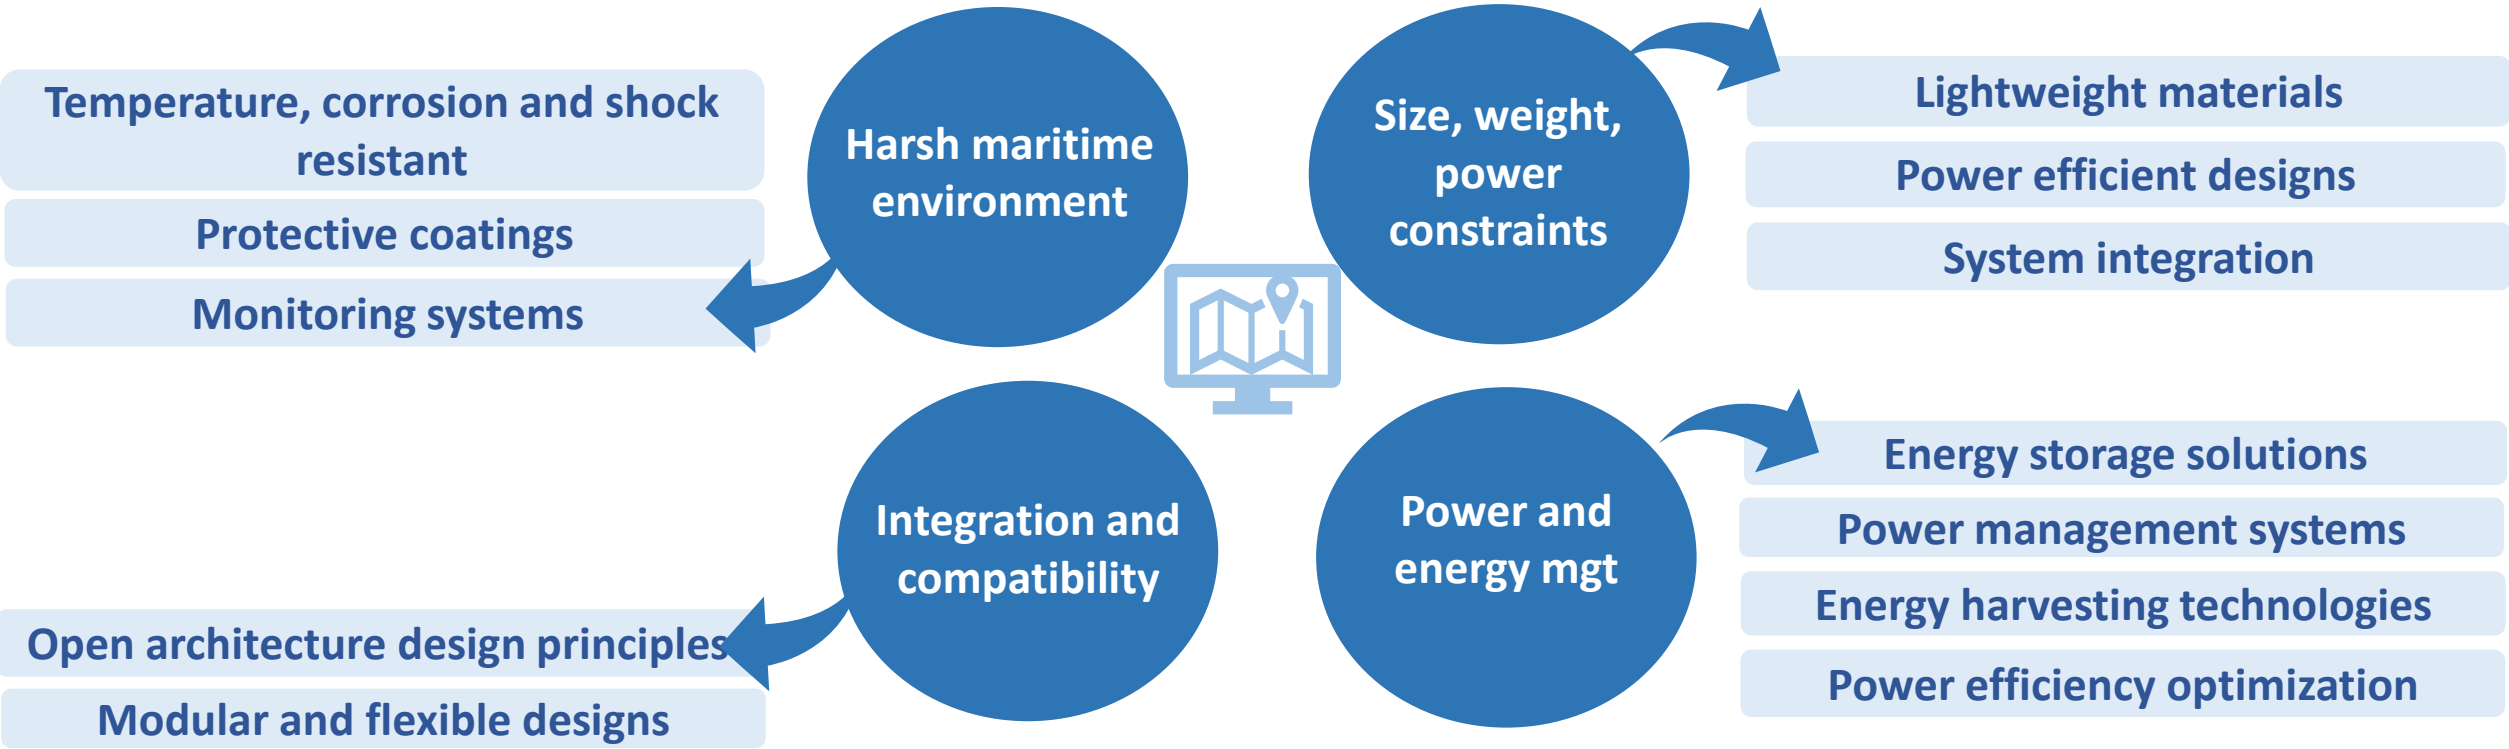 Temperature, corrosion and shock
resistant
Protective coatings
Monitoring systems
Harsh maritime
environment
Size, weight,
power
constraints
Lightweight materials
Power efficient designs
System integration
Open architecture design principles
Modular and flexible designs
Integration and
compatibility
Power and
energy mgt
Energy storage solutions
Power management systems
Energy harvesting technologies
Power efficiency optimization